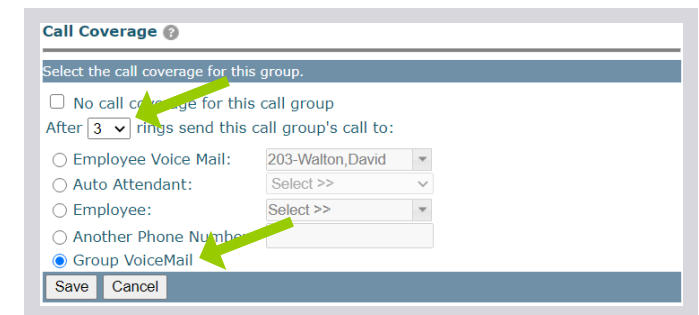 Call Coverage ?
Select the call coverage for this group.
No call coverage for this call group
After 3 rings send this call group's call to:
Employee Voice Mail: 203-Walton,David
Auto Attendant: Select >>
Employee: Select >>
Another Phone Number
Group VoiceMail
Save Cancel